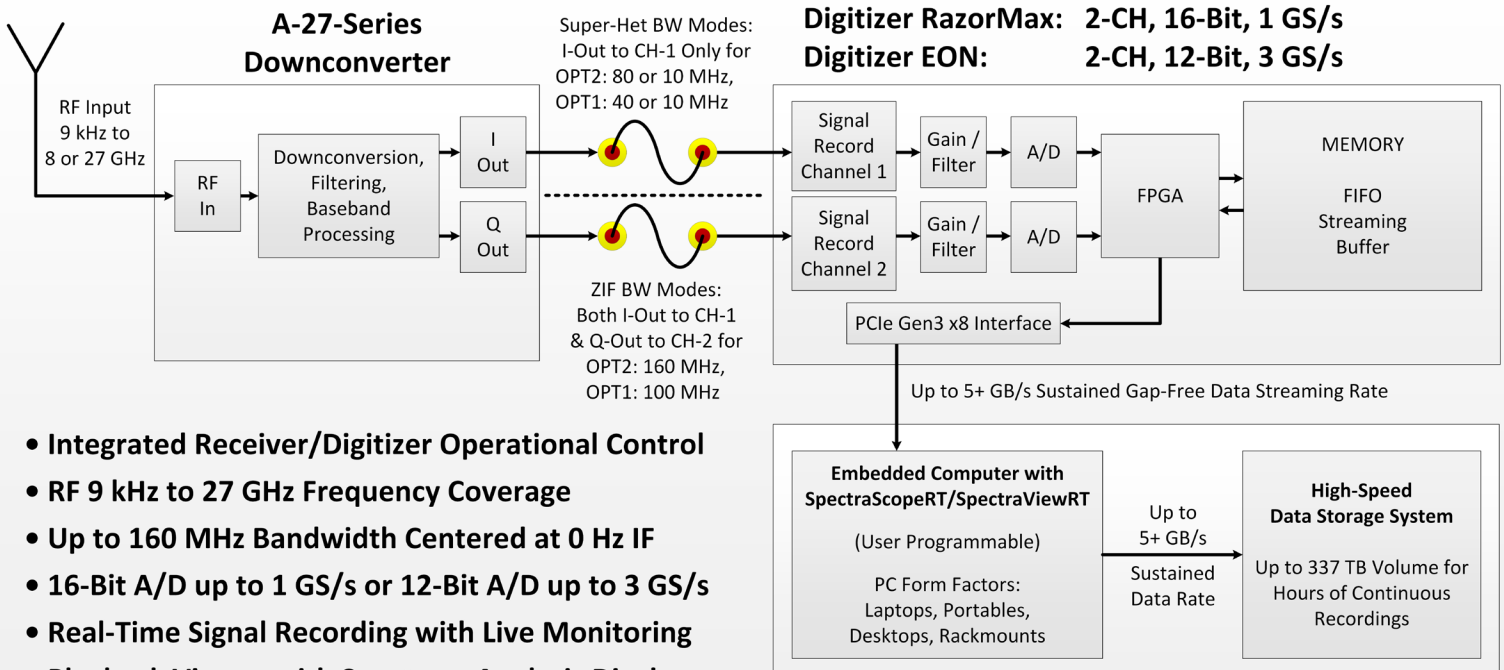 A-27-Series
Downconverter
RF Input
9 kHz to
8 or 27 GHz
RF
In
Downconversion,
Filtering,
Baseband
Processing
I
Out
Q
Out
Super-Het BW Modes:
I-Out to CH-1 Only for
OPT2: 80 or 10 MHz,
OPT1: 40 or 10 MHz
ZIF BW Modes:
Both I-Out to CH-1
& Q-Out to CH-2 for
OPT2: 160 MHz,
OPT1: 100 MHz
Digitizer RazorMax: 2-CH, 16-Bit, 1 GS/s
Digitizer EON: 2-CH, 12-Bit, 3 GS/s
Signal
Record
Channel 1
Gain /
Filter
A/D
Signal
Record
Channel 2
Gain /
Filter
A/D
FPGA
MEMORY
FIFO
Streaming
Buffer
PCIe Gen3 x8 Interface
Up to 5+ GB/s Sustained Gap-Free Data Streaming Rate
• Integrated Receiver/Digitizer Operational Control
• RF 9 kHz to 27 GHz Frequency Coverage
• Up to 160 MHz Bandwidth Centered at 0 Hz IF
• 16-Bit A/D up to 1 GS/s or 12-Bit A/D up to 3 GS/s
• Real-Time Signal Recording with Live Monitoring
Embedded Computer with
SpectraScopeRT/SpectraViewRT
(User Programmable)
PC Form Factors:
Laptops, Portables,
Desktops, Rackmounts
Up to
5+ GB/s
Sustained
Data Rate
High-Speed
Data Storage System
Up to 337 TB Volume for
Hours of Continuous
Recordings